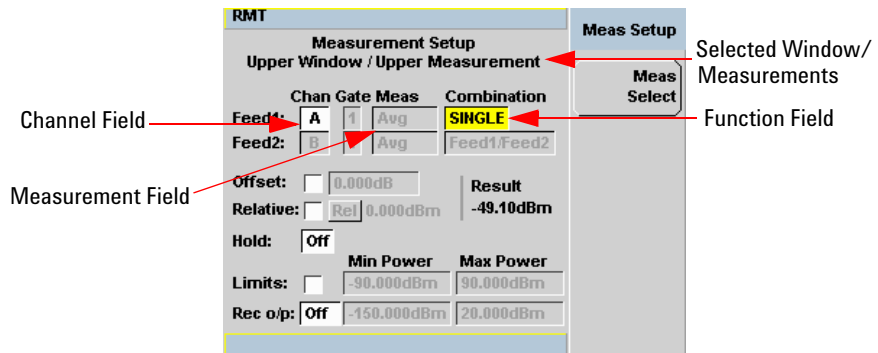 RMT
Meas Setup
Measurement Setup
Upper Window / Upper Measurement
Selected Window/
Measurements
Meas
Select
Chan Gate Meas Combination
Channel Field
Feed1: A 1 Avg SINGLE
Function Field
Feed2: B Avg Feed1/Feed2
Measurement Field
Offset: 0.000dB
Result
Relative: Rel 0.000dBm
-49.10dBm
Hold: Off
Min Power Max Power
Limits: -90.000dBm 90.000dBm
Rec o/p: Off -150.000dBm 20.000dBm